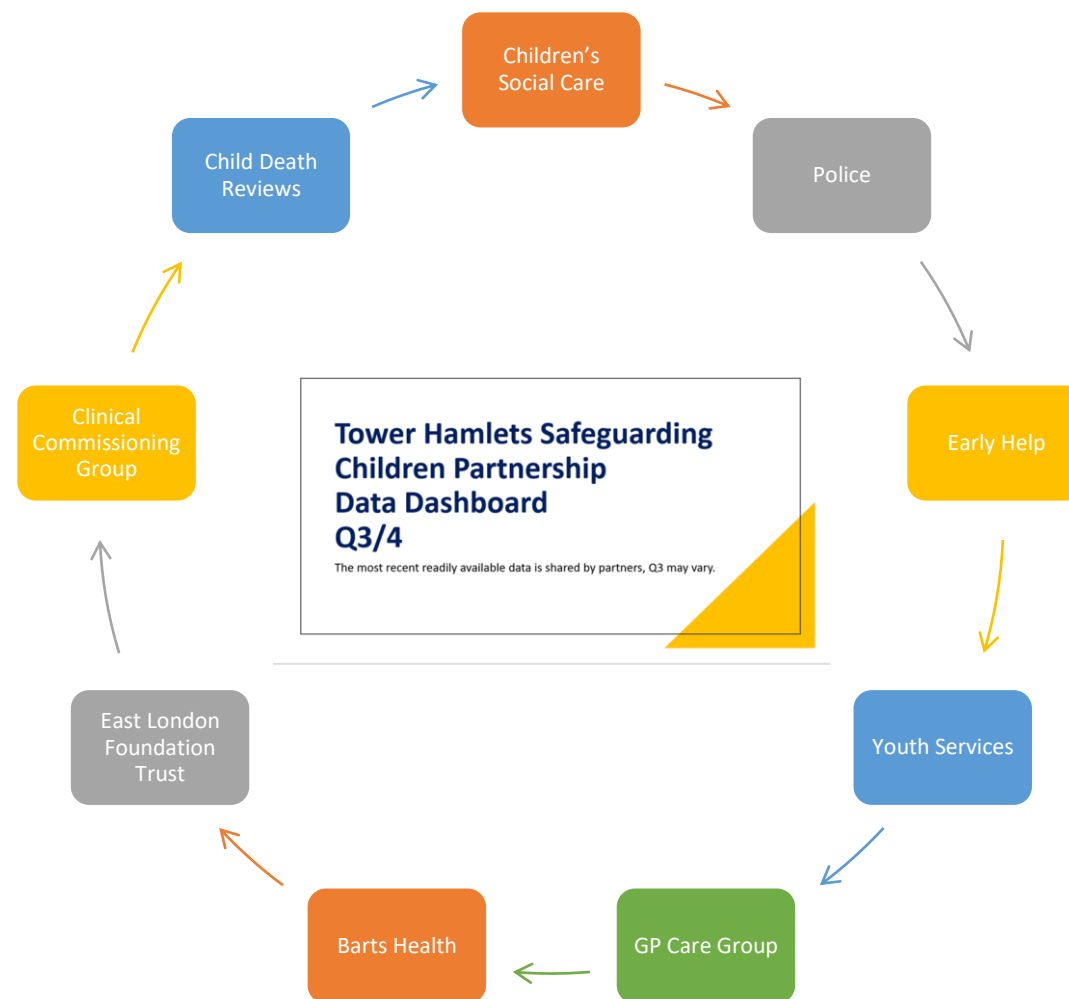 Children's
Social Care
Police
Early Help
Youth Services
GP Care Group
Barts Health
East London
Foundation
Trust
Clinical
Commissioning
Group
Child Death
Reviews
Tower Hamlets Safeguarding
Children Partnership
Data Dashboard
Q3/4
The most recent readily available data is shared by partners, Q3 may vary.